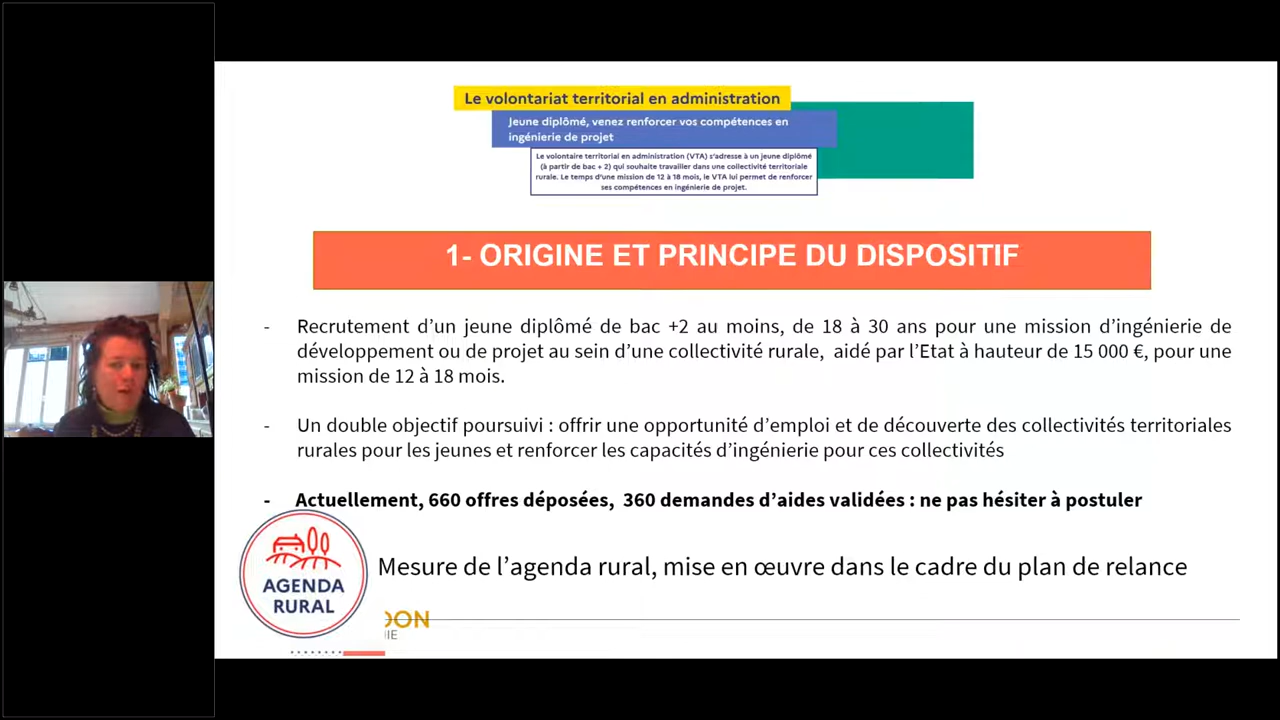 Le volontariat territorial en administration
Jeune diplômé, venez renforcer vos compétences en
ingénierie de projet
Le volontaire territorial en administration (VTA) s'adresse à un jeune diplômé
(à partir de bac + 2) qui souhaite travailler dans une collectivité territoriale
rurale. Le temps d'une mission de 12 à 18 mois, le VTA lui permet de renforcer
ses compétences en ingénierie de projet.
1- ORIGINE ET PRINCIPE DU DISPOSITIF
- Recrutement d'un jeune diplômé de bac +2 au moins, de 18 à 30 ans pour une mission d'ingénierie de
développement ou de projet au sein d'une collectivité rurale, aidé par l'Etat à hauteur de 15 000 €, pour une
mission de 12 à 18 mois.
- Un double objectif poursuivi : offrir une opportunité d'emploi et de découverte des collectivités territoriales
rurales pour les jeunes et renforcer les capacités d'ingénierie pour ces collectivités
- Actuellement, 660 offres déposées, 360 demandes d'aides validées : ne pas hésiter à postuler
AGENDA
RURAL
Mesure de l'agenda rural, mise en œuvre dans le cadre du plan de relance